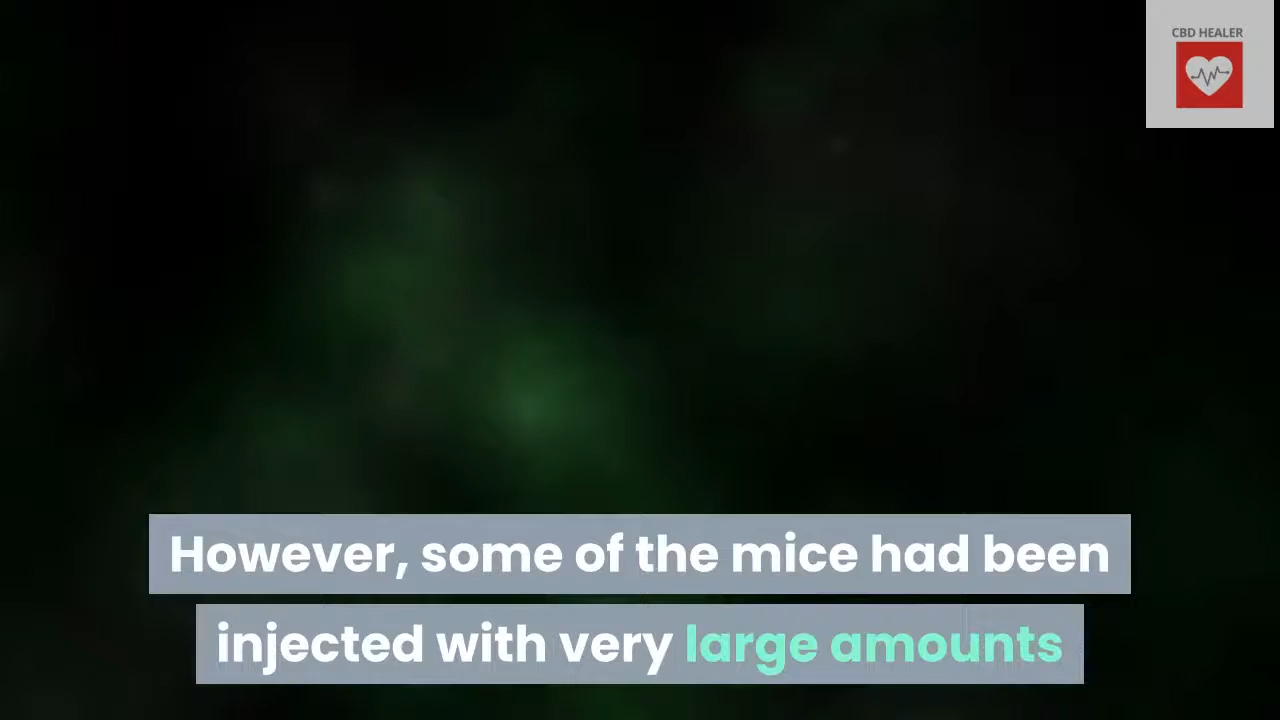 CBD HEALER
However, some of the mice had been
injected with very large amounts